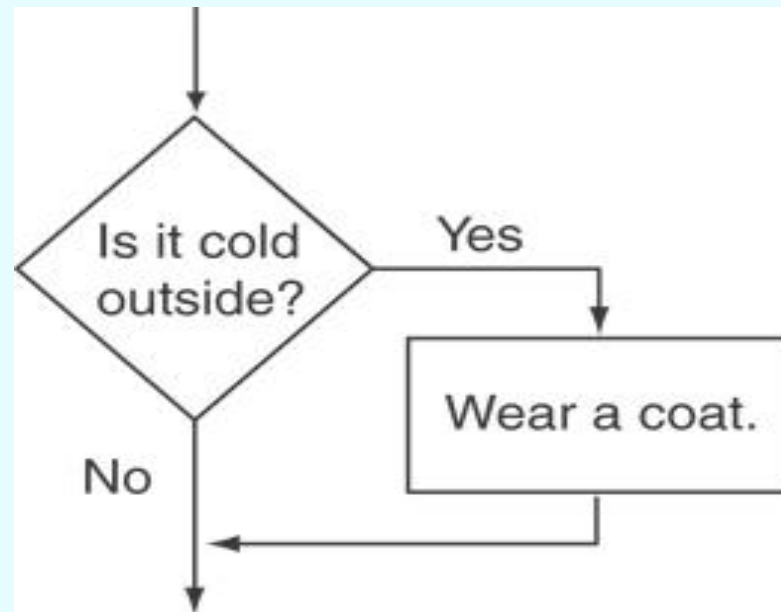 Is it cold
outside?
Yes
Wear a coat.
No